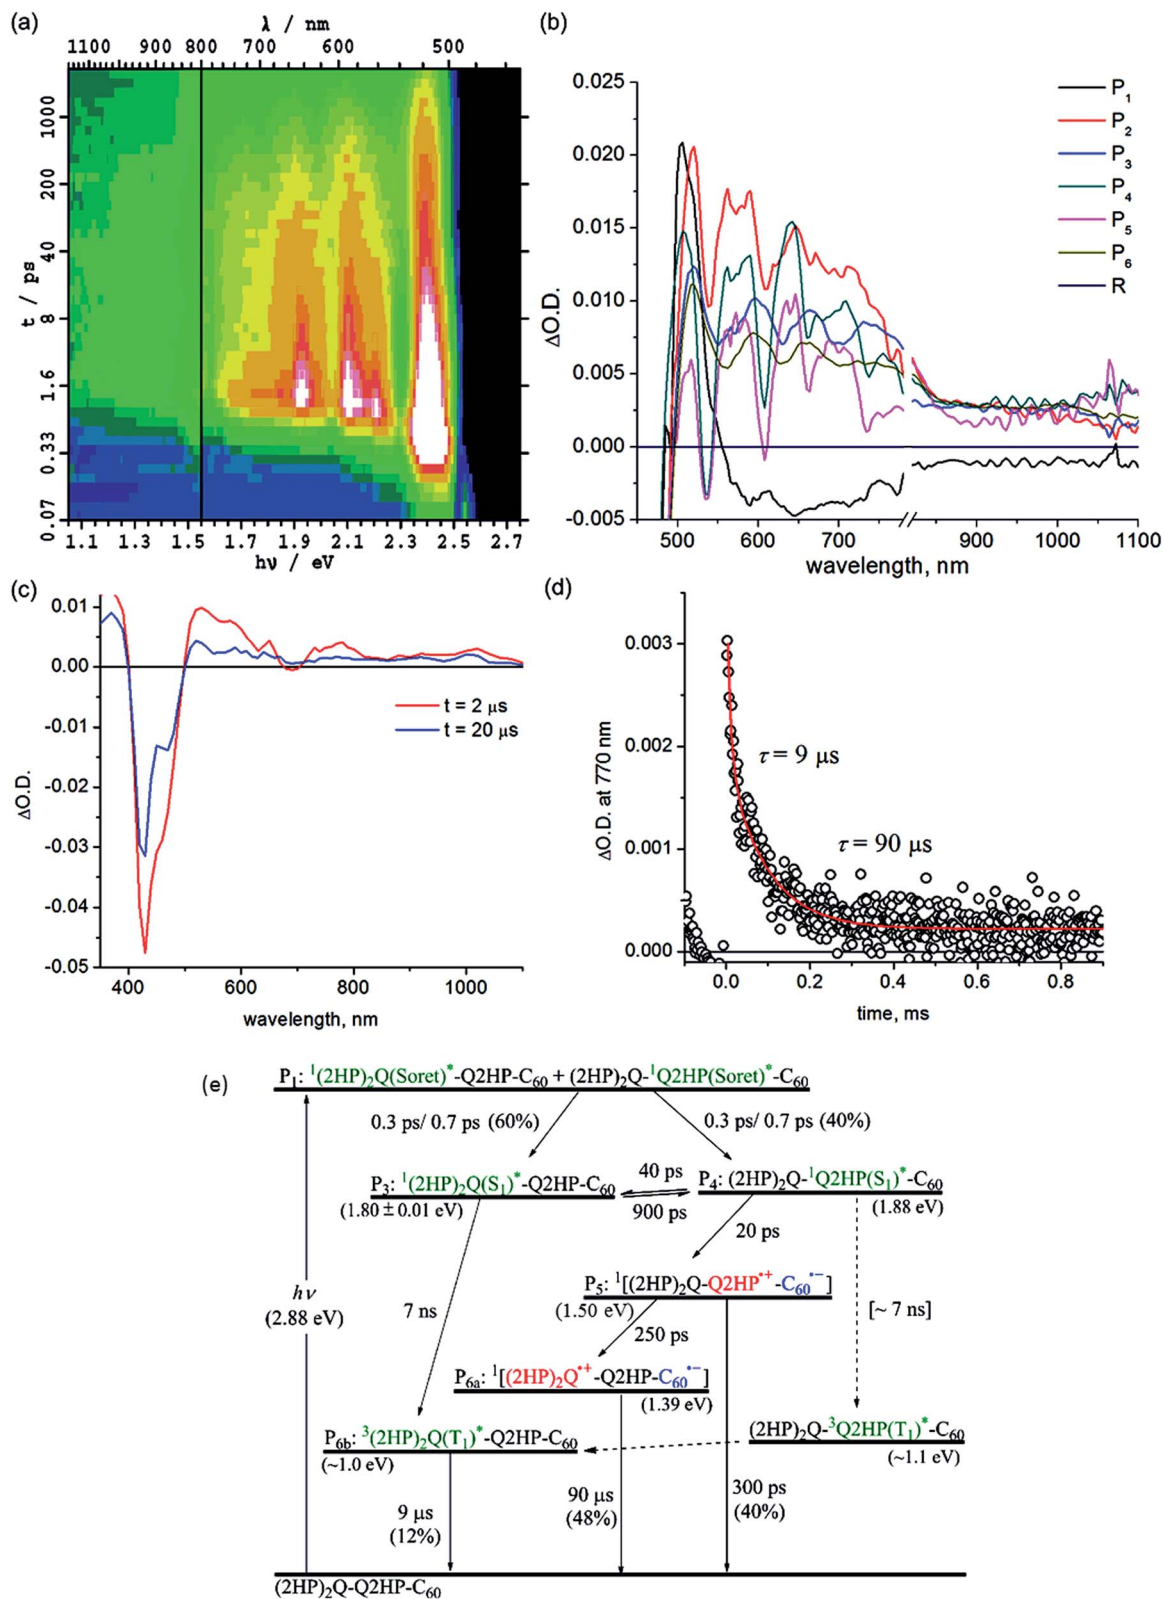 (a)
λ / nm
1100 900 800 700 600 500
t / ps
1000
200
40
8
1.6
0.33
0.07
1.1 1.3 1.5 1.7 1.9 2.1 2.3 2.5 2.7
hν / eV
(b)
ΔO.D.
0.025
0.020
0.015
0.010
0.005
0.000
-0.005
P1
P2
P3
P4
P5
P6
R
500 600 700 900 1000 1100
wavelength, nm
(c)
ΔO.D.
0.01
0.00
-0.01
-0.02
-0.03
-0.04
-0.05
t = 2 μs
t = 20 μs
400 600 800 1000
wavelength, nm
(d)
ΔO.D. at 770 nm
0.003
0.002
0.001
0.000
τ = 9 μs
τ = 90 μs
0.0 0.2 0.4 0.6 0.8
time, ms
(e)
P1: 1(2HP)2Q(Soret)*-Q2HP-C60 + (2HP)2Q-1Q2HP(Soret)*-C60
0.3 ps/ 0.7 ps (60%)
0.3 ps/ 0.7 ps (40%)
P3: 1(2HP)2Q(S1)*-Q2HP-C60
(1.80 ± 0.01 eV)
40 ps
900 ps
P4: (2HP)2Q-1Q2HP(S1)*-C60
(1.88 eV)
20 ps
P5: 1[(2HP)2Q-Q2HP•+-C60•−]
(1.50 eV)
hν
(2.88 eV)
7 ns
[~ 7 ns]
250 ps
P6a: 1[(2HP)2Q•+-Q2HP-C60•−]
(1.39 eV)
P6b: 3(2HP)2Q(T1)*-Q2HP-C60
(~1.0 eV)
(2HP)2Q-3Q2HP(T1)*-C60
(~1.1 eV)
9 μs
(12%)
90 μs
(48%)
300 ps
(40%)
(2HP)2Q-Q2HP-C60